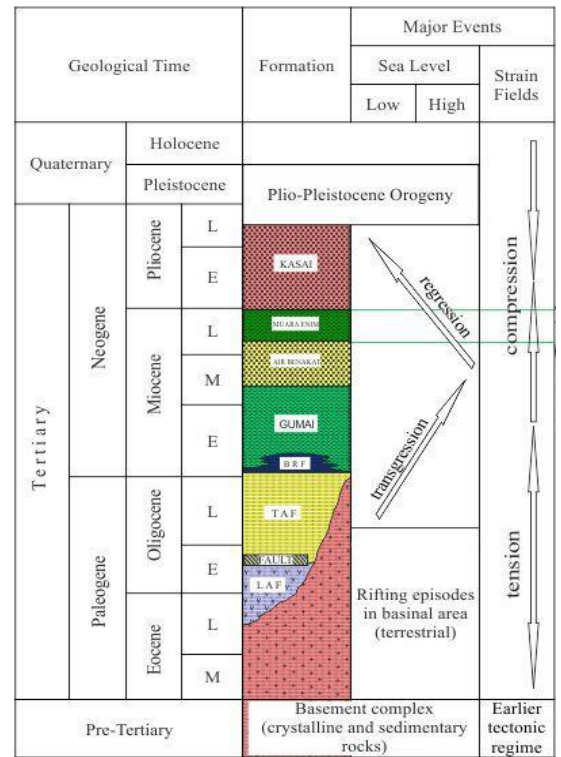 Geological Time
Formation
Major Events
Sea Level
Strain
Fields
Low
High
Quaternary
Holocene
Pleistocene
Plio-Pleistocene Orogeny
Tertiary
Neogene
Pliocene
L
E
KASAI
Miocene
L
MUARA ENIM
M
AIR BENAKAT
E
GUMAI
BRF
regression
transgression
compression
Paleogene
Oligocene
L
TAF
E
FAULT
LAF
Eocene
L
M
Rifting episodes
in basinal area
(terrestrial)
tension
Pre-Tertiary
Basement complex
(crystalline and sedimentary
rocks)
Earlier
tectonic
regime